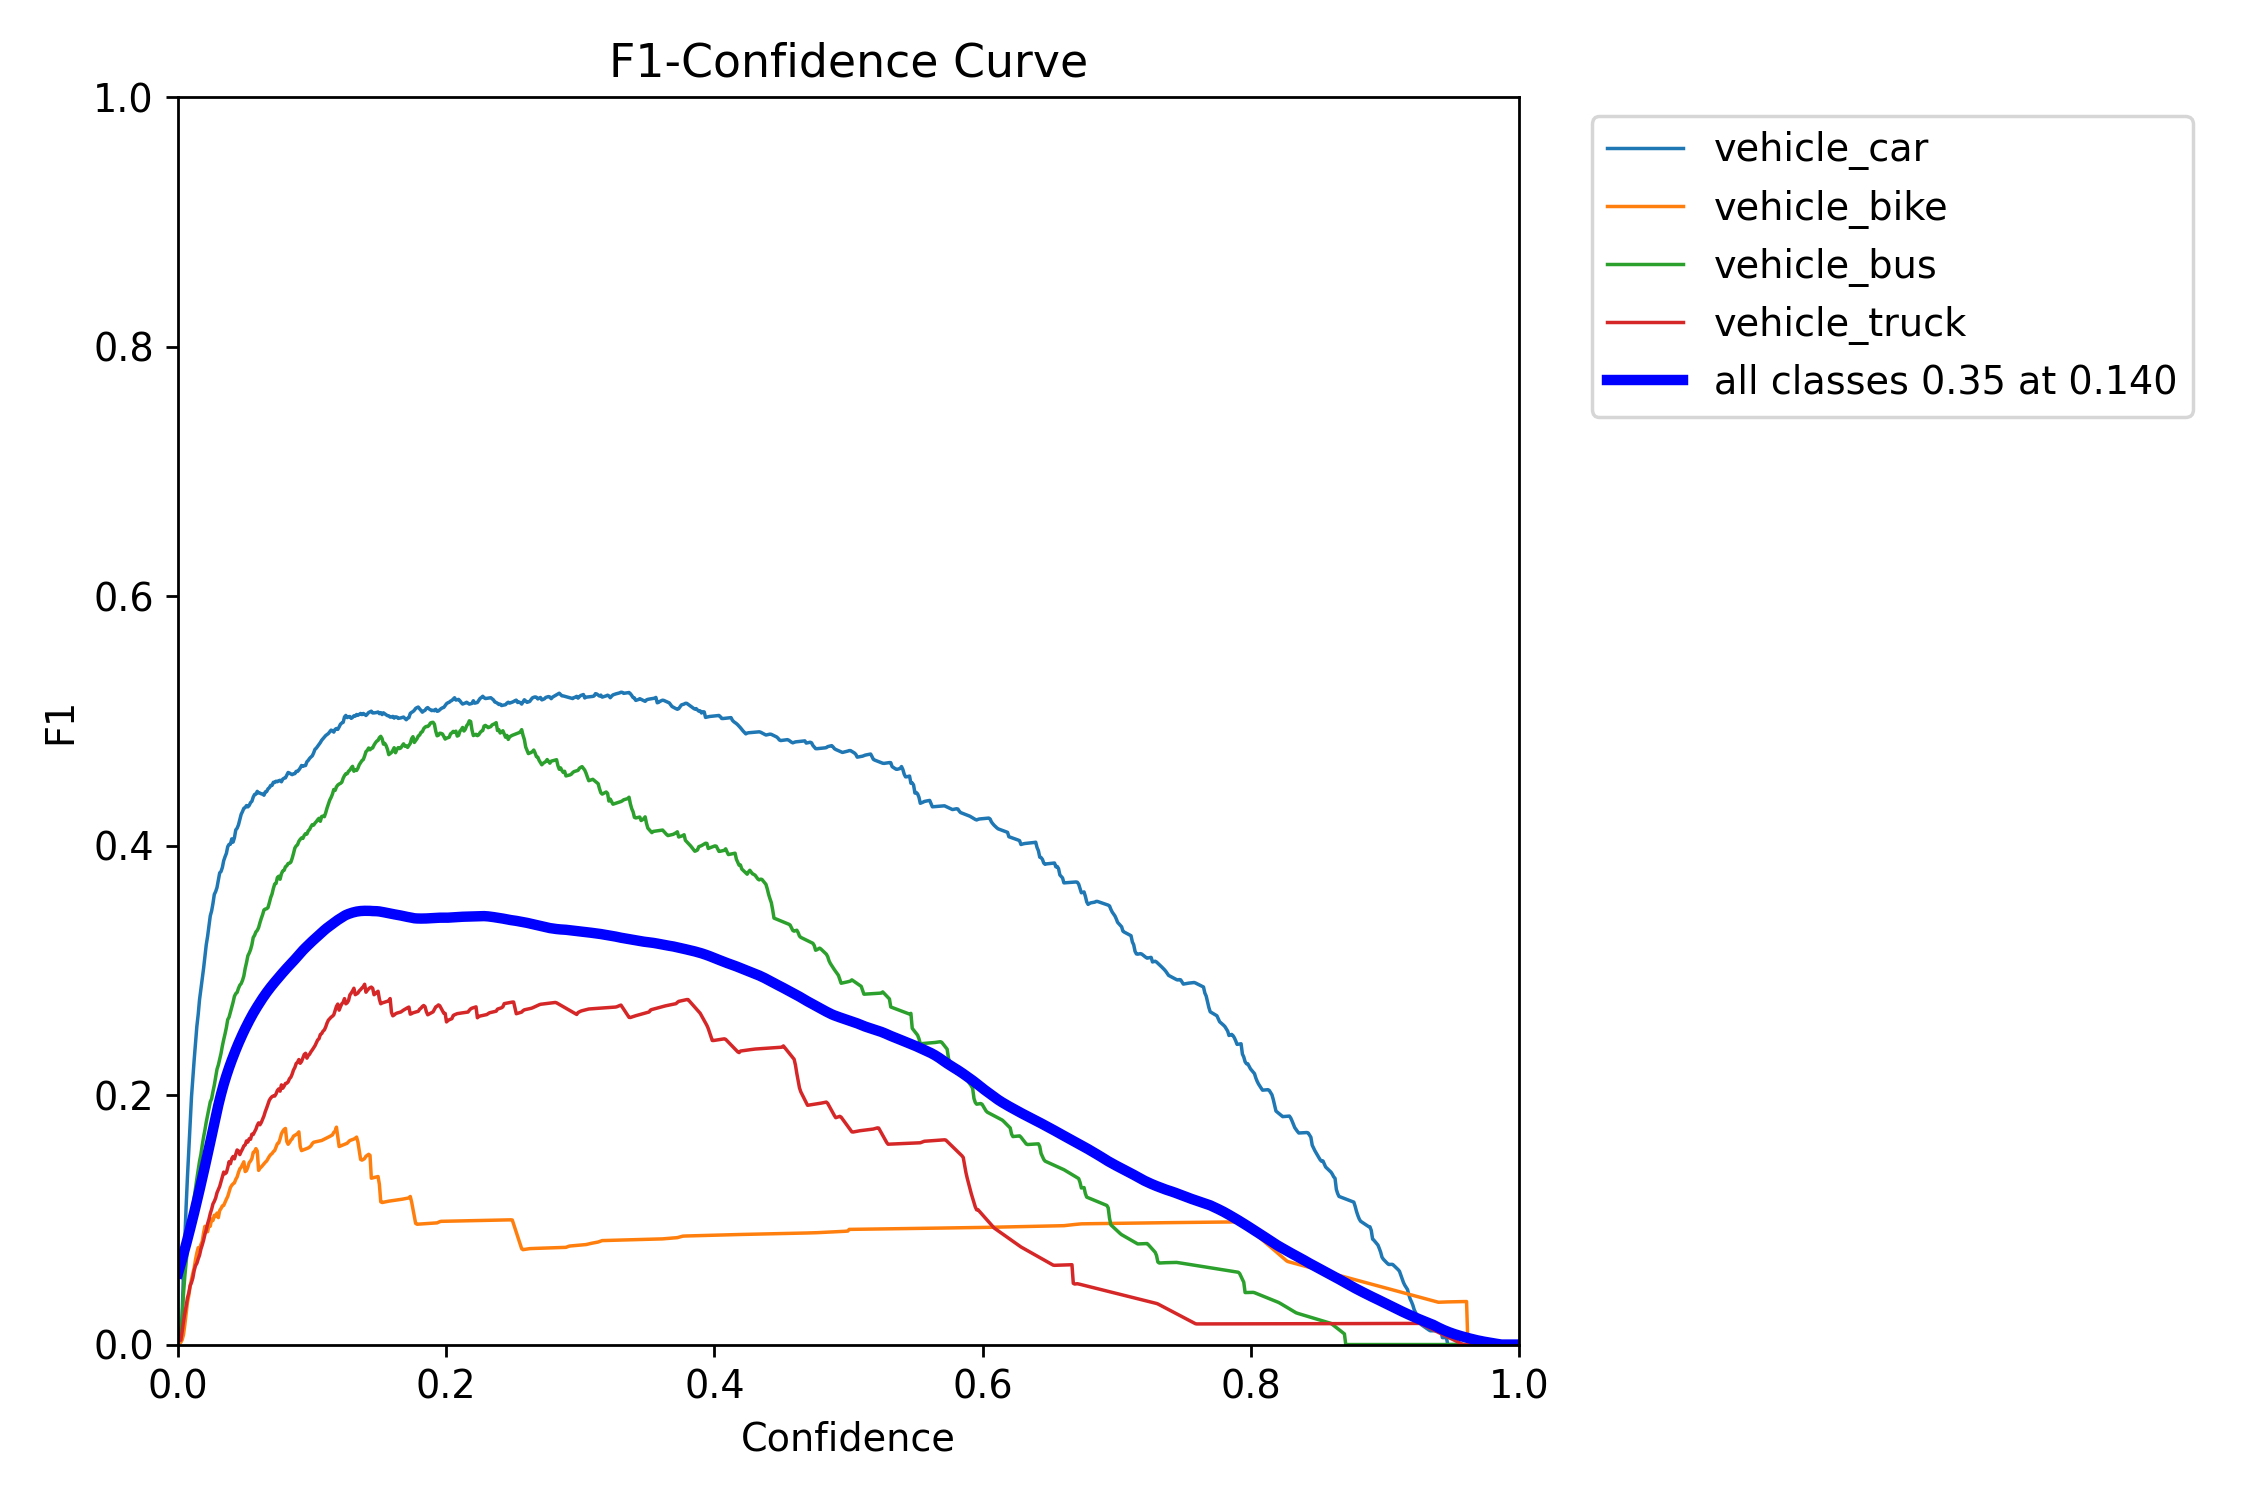 F1-Confidence Curve
1.0
0.8
0.6
0.4
0.2
0.0
F1
0.0 0.2 0.4 0.6 0.8 1.0
Confidence
vehicle_car
vehicle_bike
vehicle_bus
vehicle_truck
all classes 0.35 at 0.140